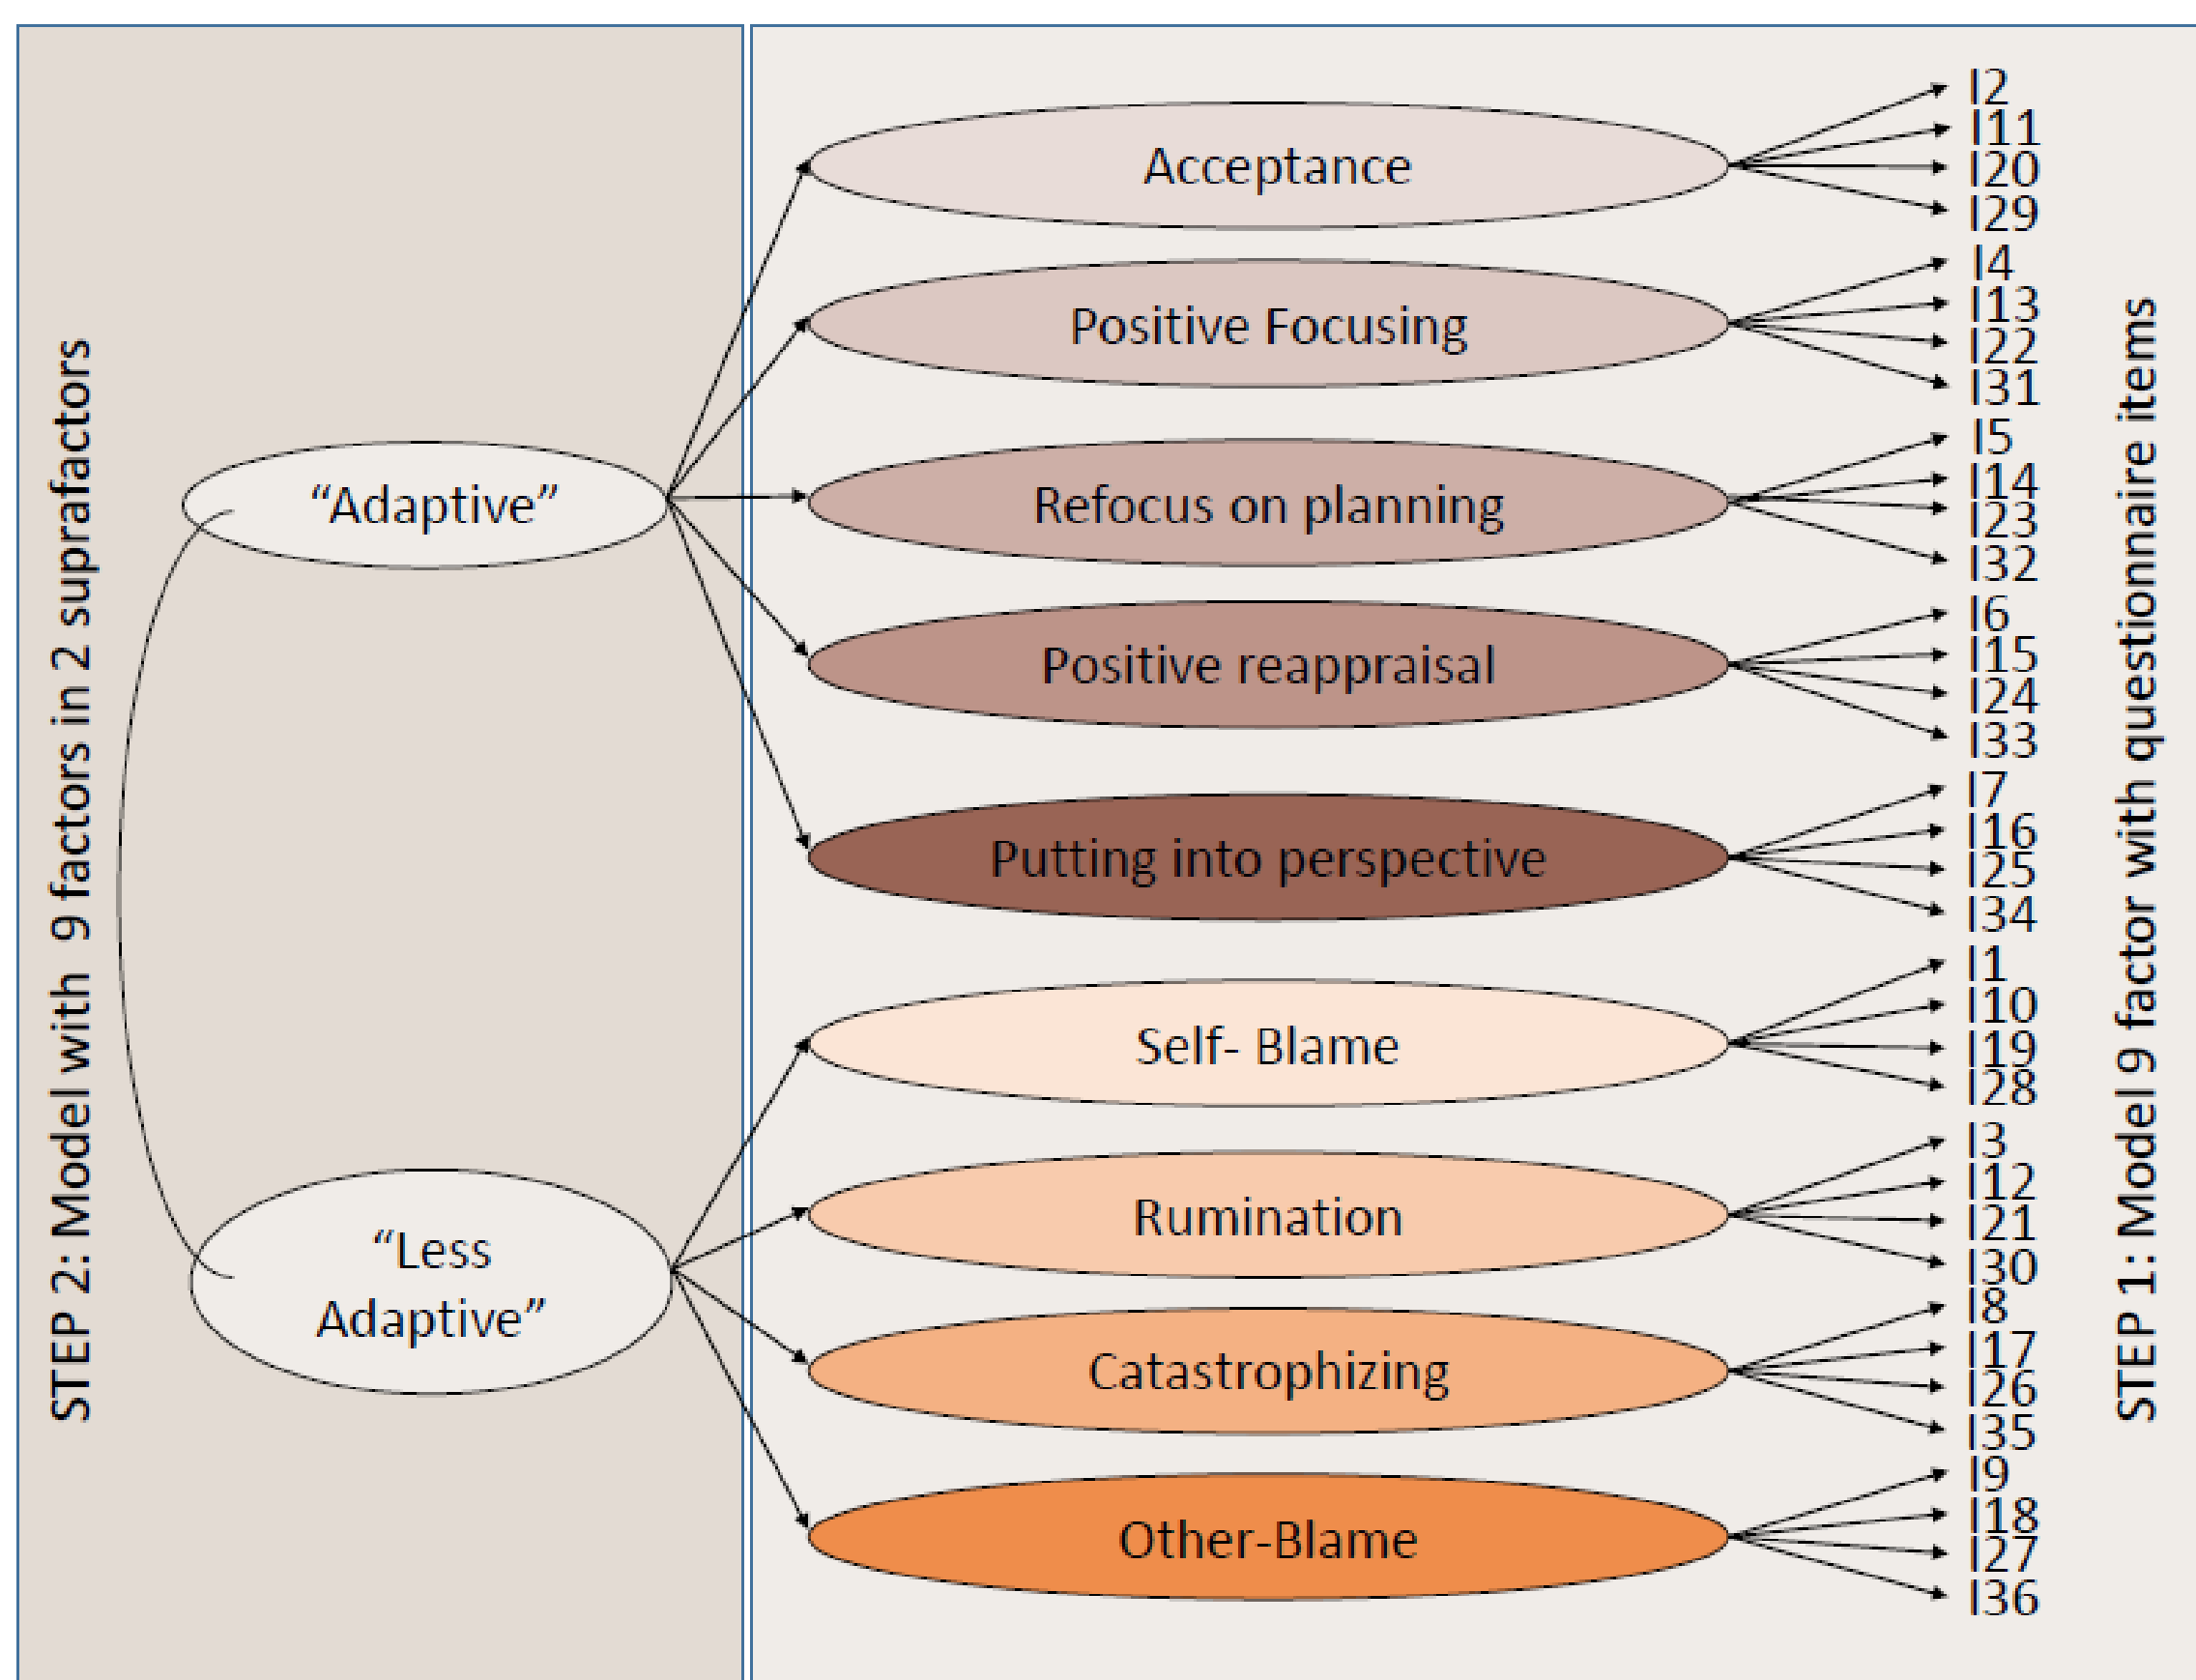 STEP 2: Model with 9 factors in 2 suprafactors
“Adaptive”
“Less
Adaptive”
Acceptance
I2
I11
I20
I29
Positive Focusing
I4
I13
I22
I31
Refocus on planning
I5
I14
I23
I32
Positive reappraisal
I6
I15
I24
I33
Putting into perspective
I7
I16
I25
I34
Self- Blame
I1
I10
I19
I28
Rumination
I3
I12
I21
I30
Catastrophizing
I8
I17
I26
I35
Other-Blame
I9
I18
I27
I36
STEP 1: Model 9 factor with questionnaire items